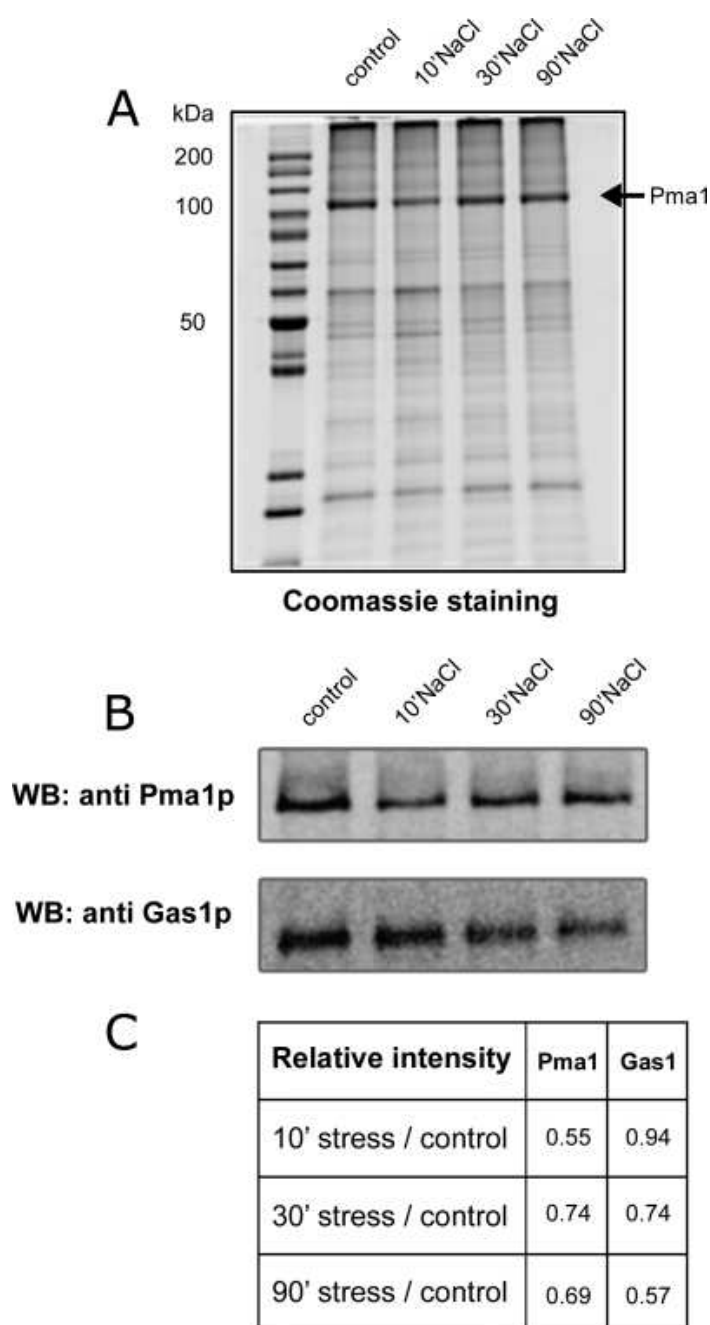 control 10'NaCl 30'NaCl 90'NaCl
A
kDa
200
100
Pma1
50
Coomassie staining
B
control 10'NaCl 30'NaCl 90'NaCl
WB: anti Pma1p
WB: anti Gas1p
C
Relative intensity Pma1 Gas1
10' stress / control 0.55 0.94
30' stress / control 0.74 0.74
90' stress / control 0.69 0.57